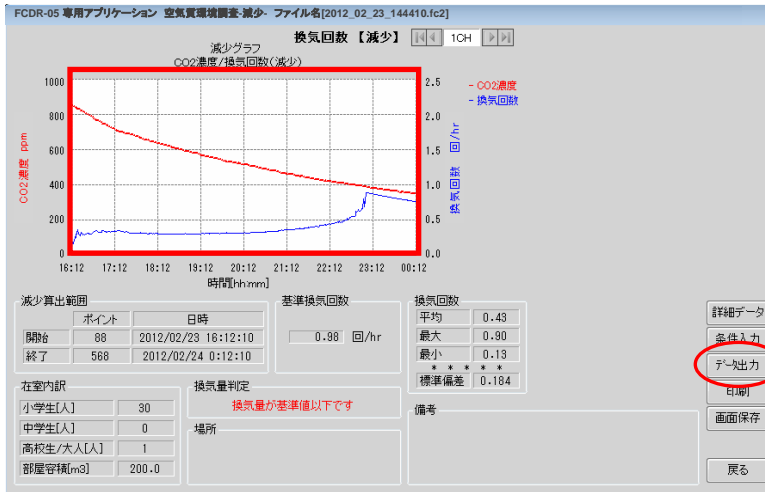 FCDR-05 専用アプリケーション 空気質環境調査-減少- ファイル名[2012_02_23_144410.fc2]
換気回数 【減少】 1CH
減少グラフ
CO2濃度/換気回数(減少)
CO2濃度 ppm
1000
800
600
400
200
0
2.5
2.0
1.5
1.0
0.5
0.0
換気回数 回/hr
- CO2濃度
- 換気回数
16:12 17:12 18:12 19:12 20:12 21:12 22:12 23:12 00:12
時間[hh:mm]
減少算出範囲
ポイント 日時
開始 88 2012/02/23 16:12:10
終了 568 2012/02/24 0:12:10
基準換気回数
0.98 回/hr
換気回数
平均 0.43
最大 0.90
最小 0.13
* * * * *
標準偏差 0.184
在室内訳
小学生[人] 30
中学生[人] 0
高校生/大人[人] 1
部屋容積[m3] 200.0
換気量判定
換気量が基準値以下です
場所
備考
詳細データ
条件入力
データ出力
印刷
画面保存
戻る